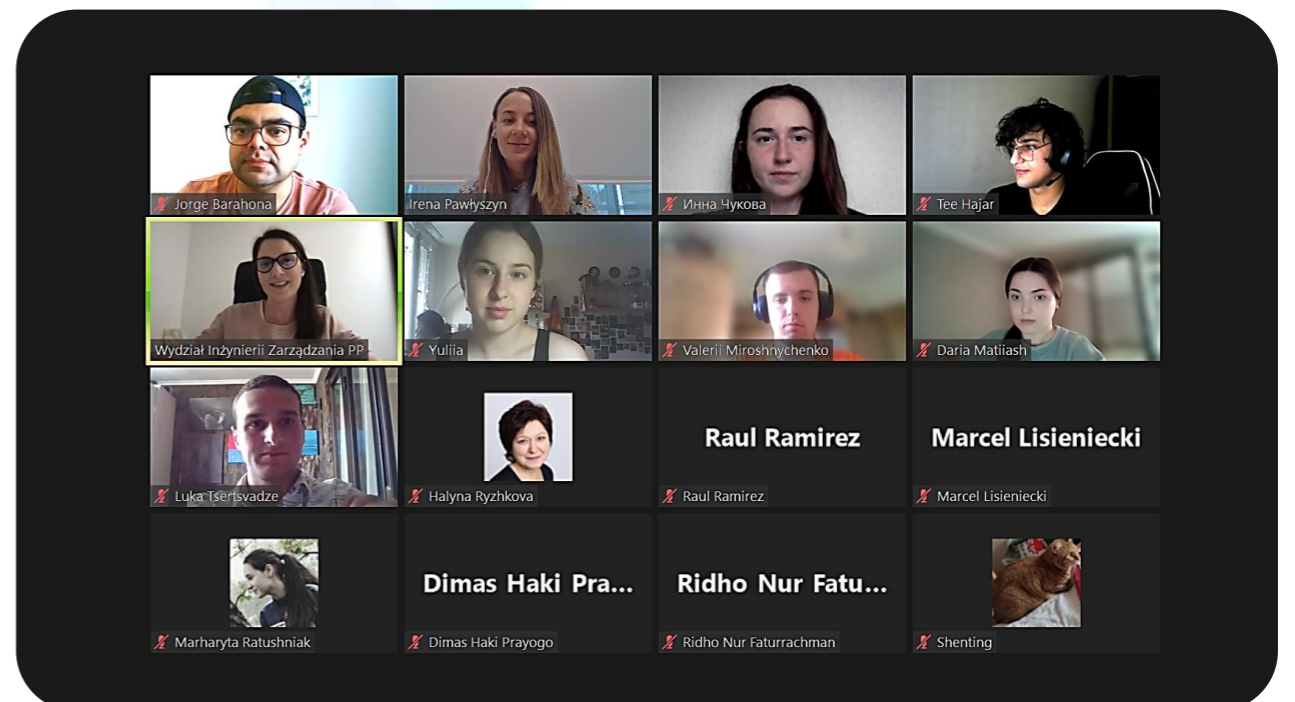 Jorge Barahona
Irena Pawłyszyn
Инна Чукова
Tee Hajar
Wydział Inżynierii Zarządzania PP
Yuliia
Valerii Miroshnychenko
Daria Matiiash
Luka Tsertsvadze
Halyna Ryzhkova
Raul Ramirez
Raul Ramirez
Marcel Lisieniecki
Marcel Lisieniecki
Marharyta Ratushniak
Dimas Haki Pra...
Dimas Haki Prayogo
Ridho Nur Fatu...
Ridho Nur Faturrachman
Shenting